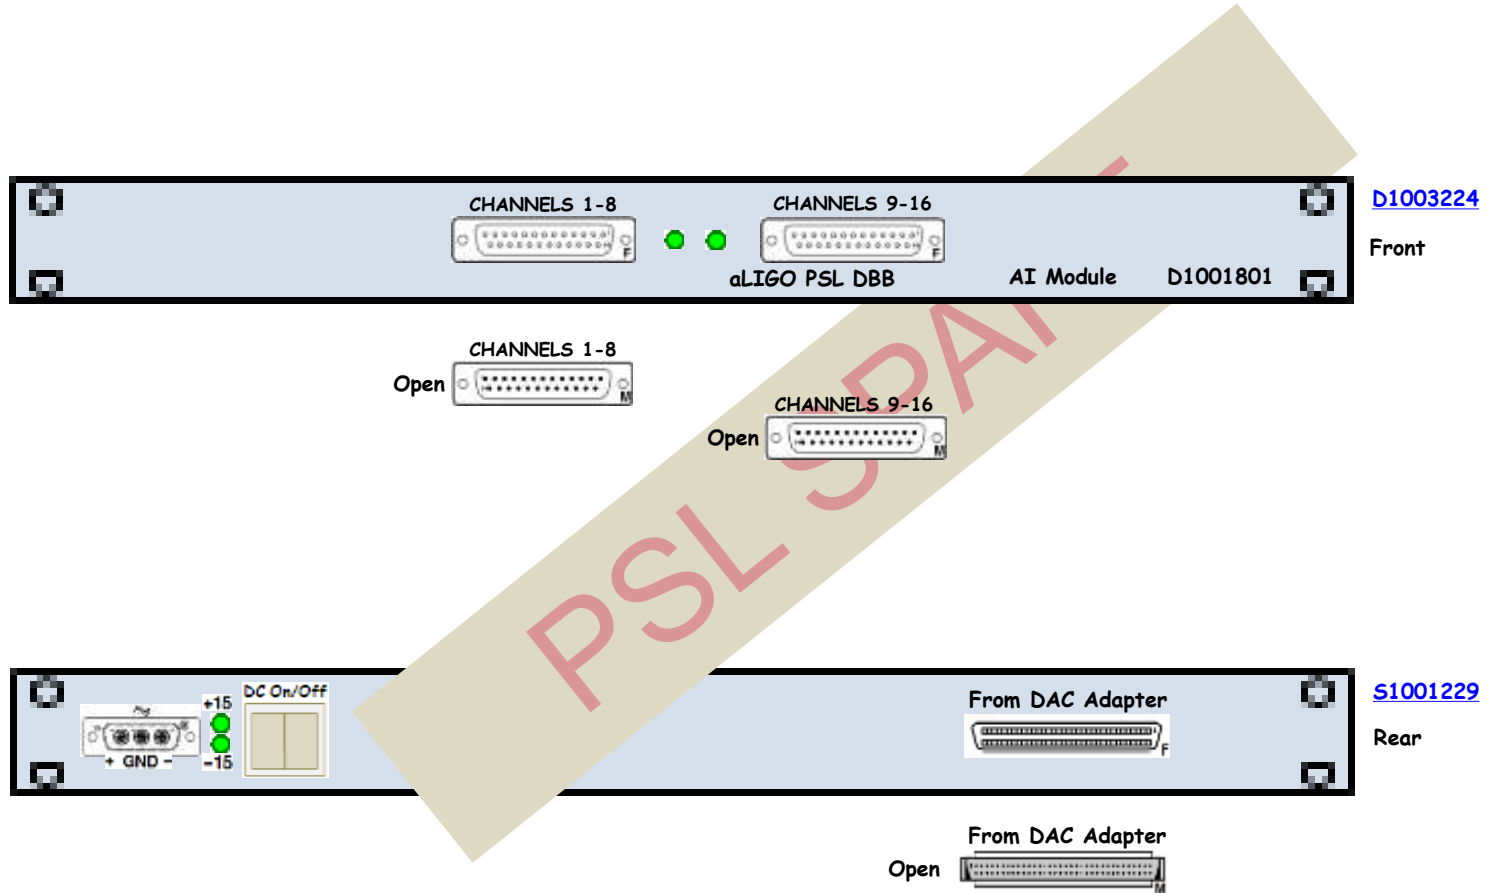 CHANNELS 1-8
CHANNELS 9-16
D1003224
F
F
Front
aLIGO PSL DBB
AI Module
D1001801
CHANNELS 1-8
Open
M
CHANNELS 9-16
Open
M
PSL SPARE
+15
DC On/Off
From DAC Adapter
S1001229
F
Rear
+ GND -
-15
From DAC Adapter
Open
M